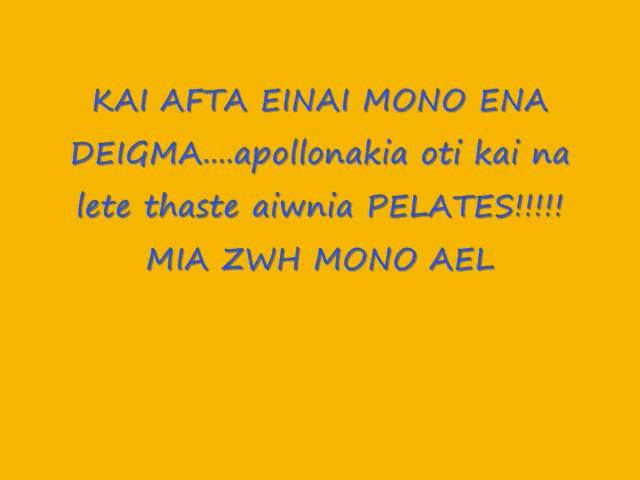 KAI AFTA EINAI MONO ENA
DEIGMA....apollonakia oti kai na
lete thaste aiwnia PELATES!!!!!
MIA ZWH MONO AEL